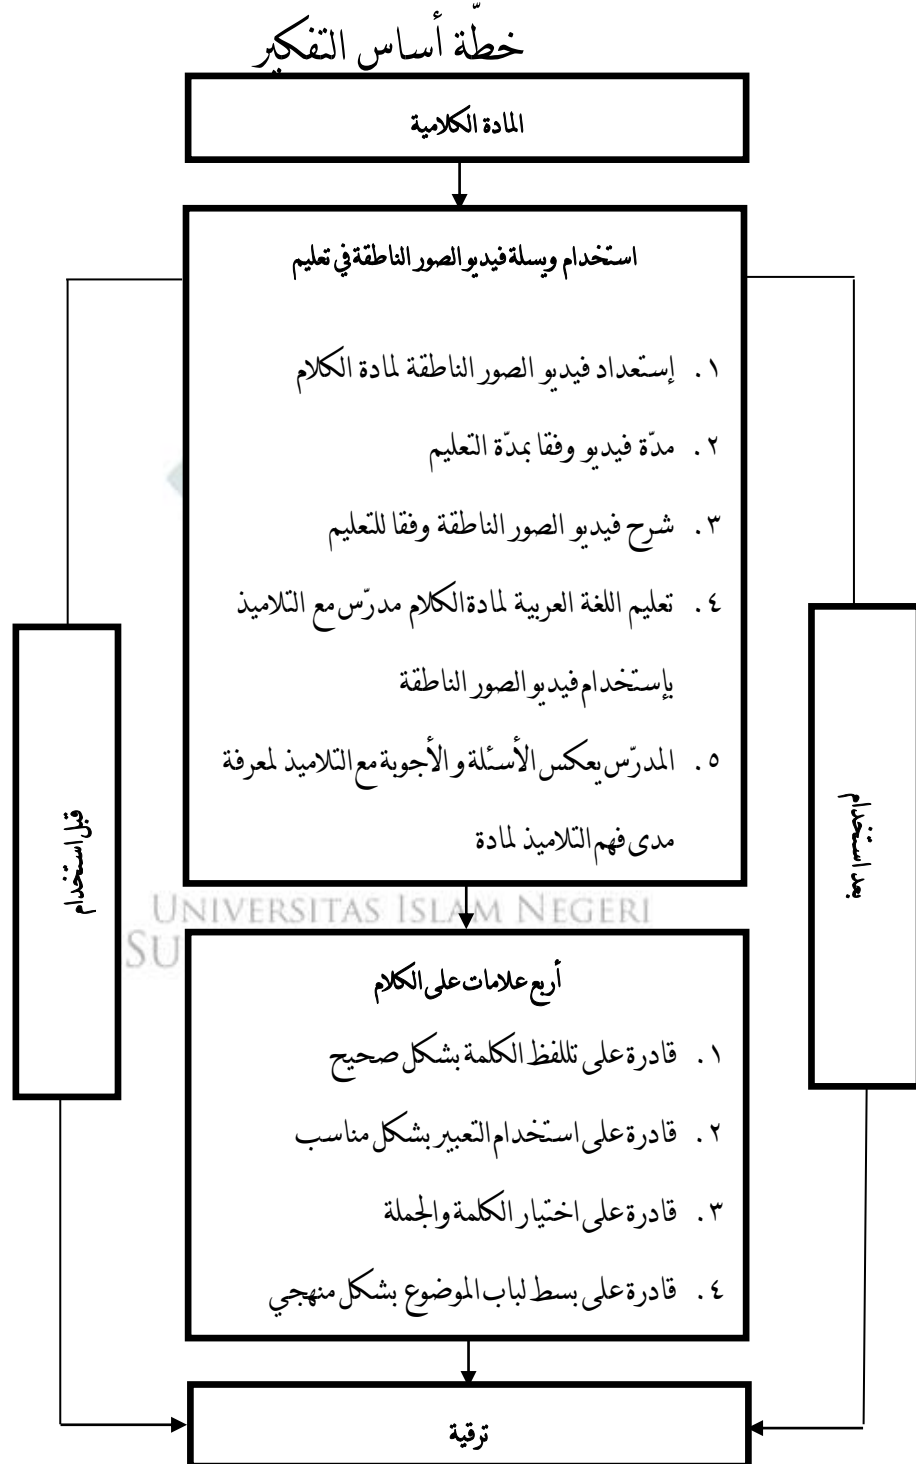 خطّة أساس التفكير
المادة الكلامية
استخدام ويسلة فيديو الصور الناطقة في تعليم
١. إستعداد فيديو الصور الناطقة لمادة الكلام
٢. مدّة فيديو وفقا بمدّة التعليم
٣. شرح فيديو الصور الناطقة وفقا للتعليم
٤. تعليم اللغة العربية لمادة الكلام مدرّس مع التلاميذ
بإستخدام فيديو الصور الناطقة
٥. المدرّس يعكس الأسئلة و الأجوبة مع التلاميذ لمعرفة
مدى فهم التلاميذ لمادة
بعد استخدام
قبل استخدام
UNIVERSITAS ISLAM NEGERI
SU
أربع علامات على الكلام
١. قادرة على تللفظ الكلمة بشكل صحيح
٢. قادرة على استخدام التعبير بشكل مناسب
٣. قادرة على اختيار الكلمة والجملة
٤. قادرة على بسط لباب الموضوع بشكل منهجي
ترقية